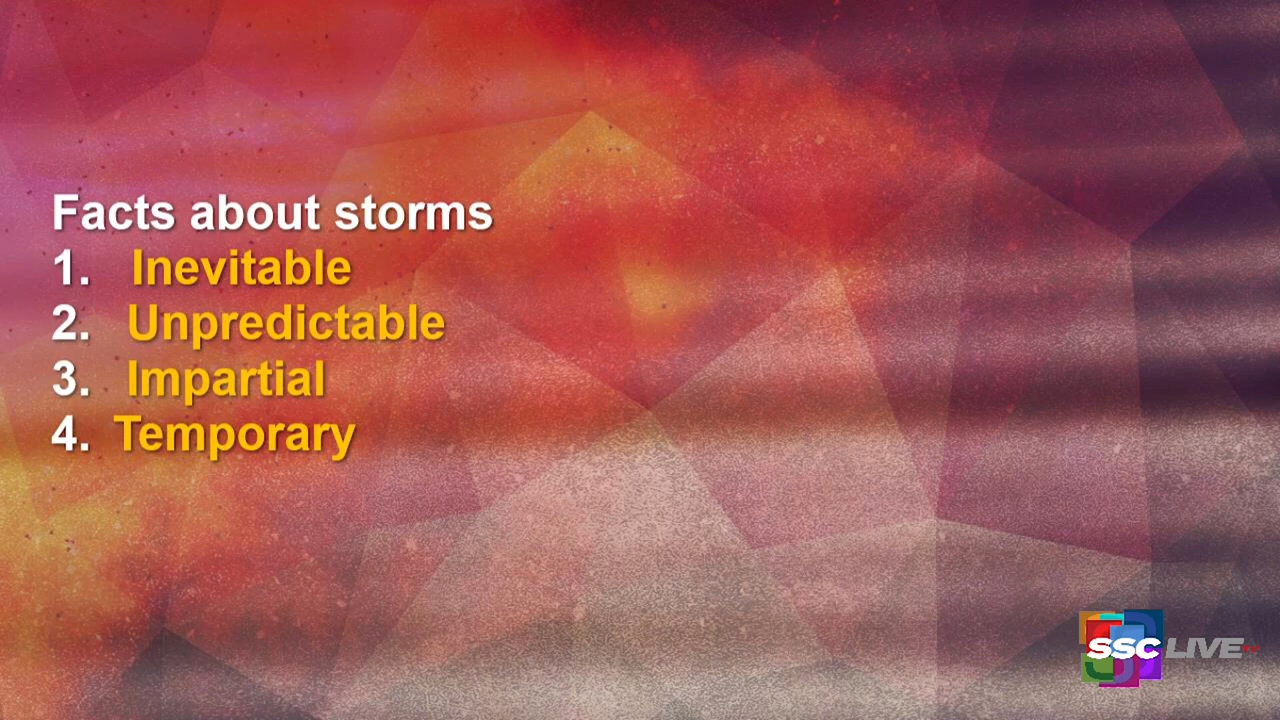 Facts about storms
1. Inevitable
2. Unpredictable
3. Impartial
4. Temporary
SSC LIVE